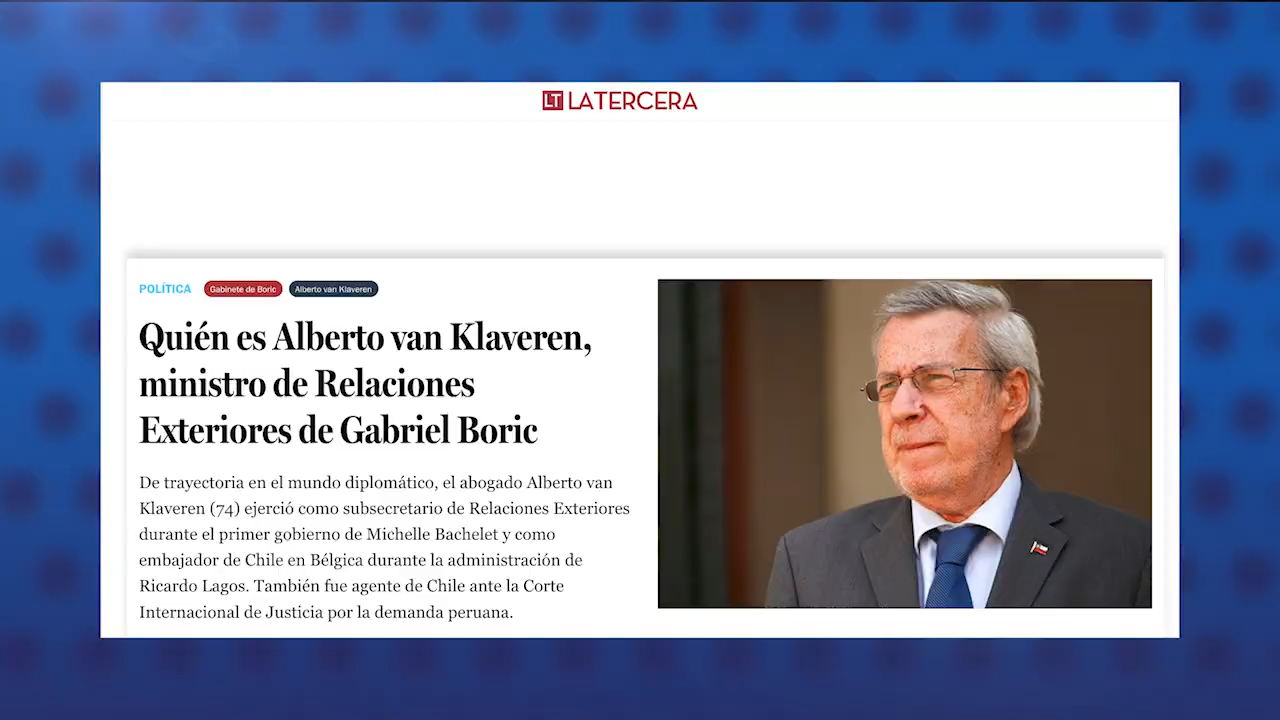 LT LATERCERA
POLÍTICA Gabinete de Boric Alberto van Klaveren
Quién es Alberto van Klaveren,
ministro de Relaciones
Exteriores de Gabriel Boric
De trayectoria en el mundo diplomático, el abogado Alberto van
Klaveren (74) ejerció como subsecretario de Relaciones Exteriores
durante el primer gobierno de Michelle Bachelet y como
embajador de Chile en Bélgica durante la administración de
Ricardo Lagos. También fue agente de Chile ante la Corte
Internacional de Justicia por la demanda peruana.